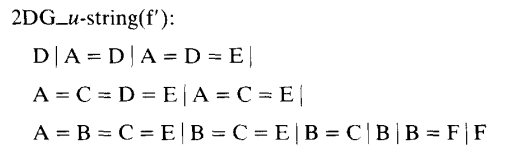 2DG_u-string(f′):
D | A = D | A = D = E |
A = C = D = E | A = C = E |
A = B = C = E | B = C = E | B = C | B | B = F | F